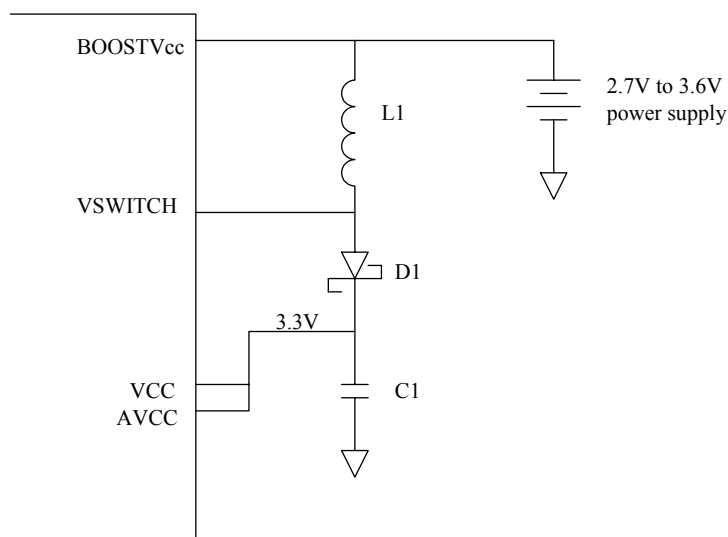 BOOSTVcc
2.7V to 3.6V
power supply
L1
VSWITCH
D1
3.3V
VCC
C1
AVCC